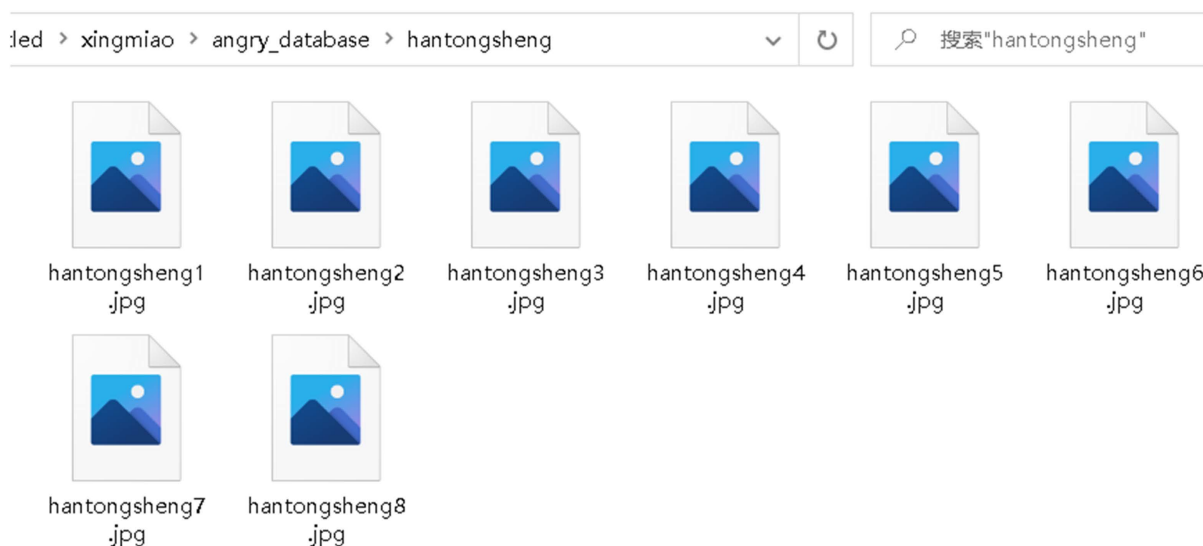 tled > xingmiao > angry_database > hantongsheng
搜索"hantongsheng"
hantongsheng1
.jpg
hantongsheng2
.jpg
hantongsheng3
.jpg
hantongsheng4
.jpg
hantongsheng5
.jpg
hantongsheng6
.jpg
hantongsheng7
.jpg
hantongsheng8
.jpg